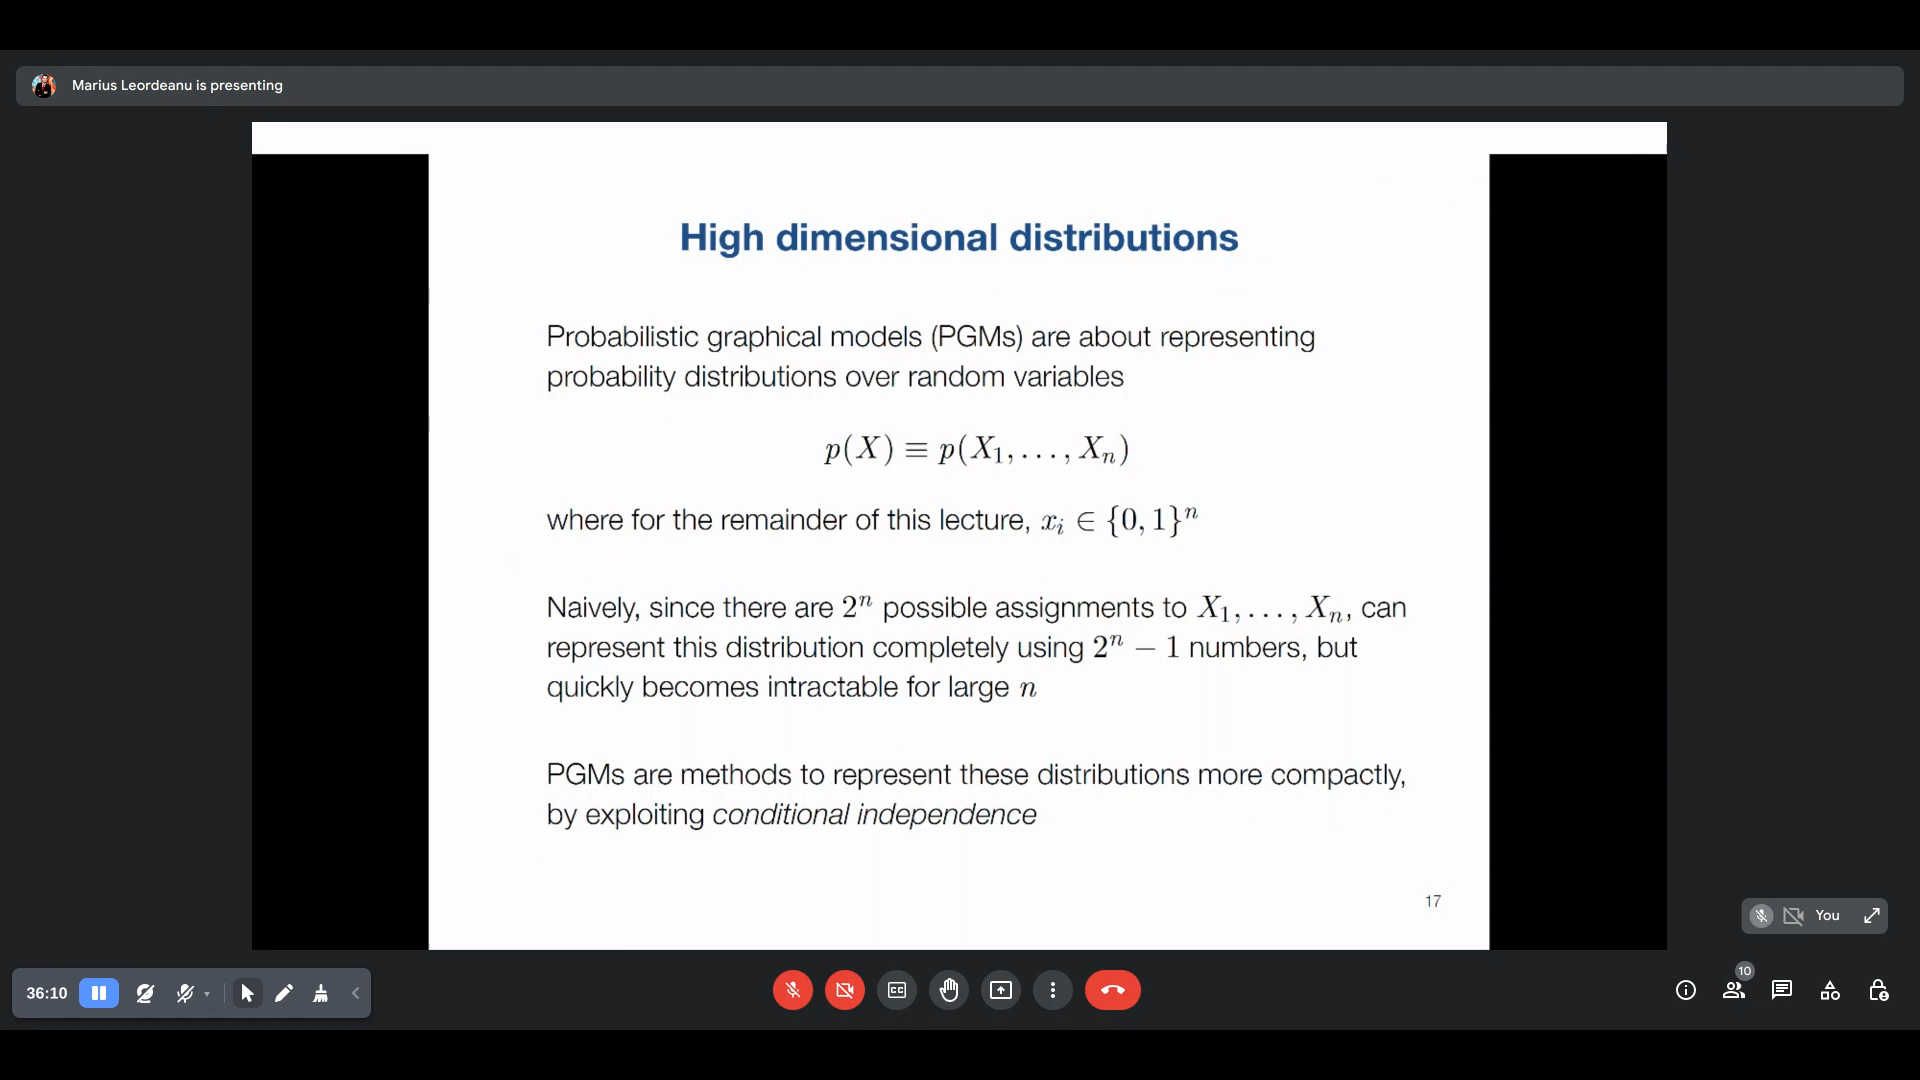 Marius Leordeanu is presenting
High dimensional distributions
Probabilistic graphical models (PGMs) are about representing
probability distributions over random variables
p(X) ≡ p(X₁, . . . , Xₙ)
where for the remainder of this lecture, xᵢ ∈ {0, 1}ⁿ
Naively, since there are 2ⁿ possible assignments to X₁, . . . , Xₙ, can
represent this distribution completely using 2ⁿ − 1 numbers, but
quickly becomes intractable for large n
PGMs are methods to represent these distributions more compactly,
by exploiting conditional independence
17
You
36:10
CC
10